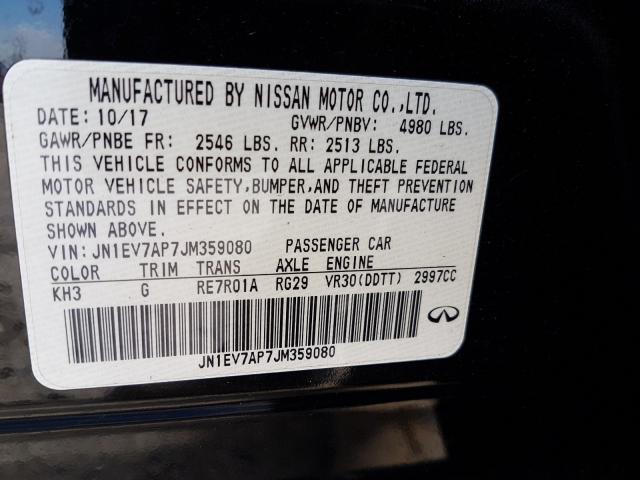 MANUFACTURED BY NISSAN MOTOR CO.,LTD.
DATE: 10/17 GVWR/PNBV: 4980 LBS.
GAWR/PNBE FR: 2546 LBS. RR: 2513 LBS.
THIS VEHICLE CONFORMS TO ALL APPLICABLE FEDERAL
MOTOR VEHICLE SAFETY,BUMPER,AND THEFT PREVENTION
STANDARDS IN EFFECT ON THE DATE OF MANUFACTURE
SHOWN ABOVE.
VIN: JN1EV7AP7JM359080 PASSENGER CAR
COLOR TRIM TRANS AXLE ENGINE
KH3 G RE7R01A RG29 VR30(DDTT) 2997CC
JN1EV7AP7JM359080